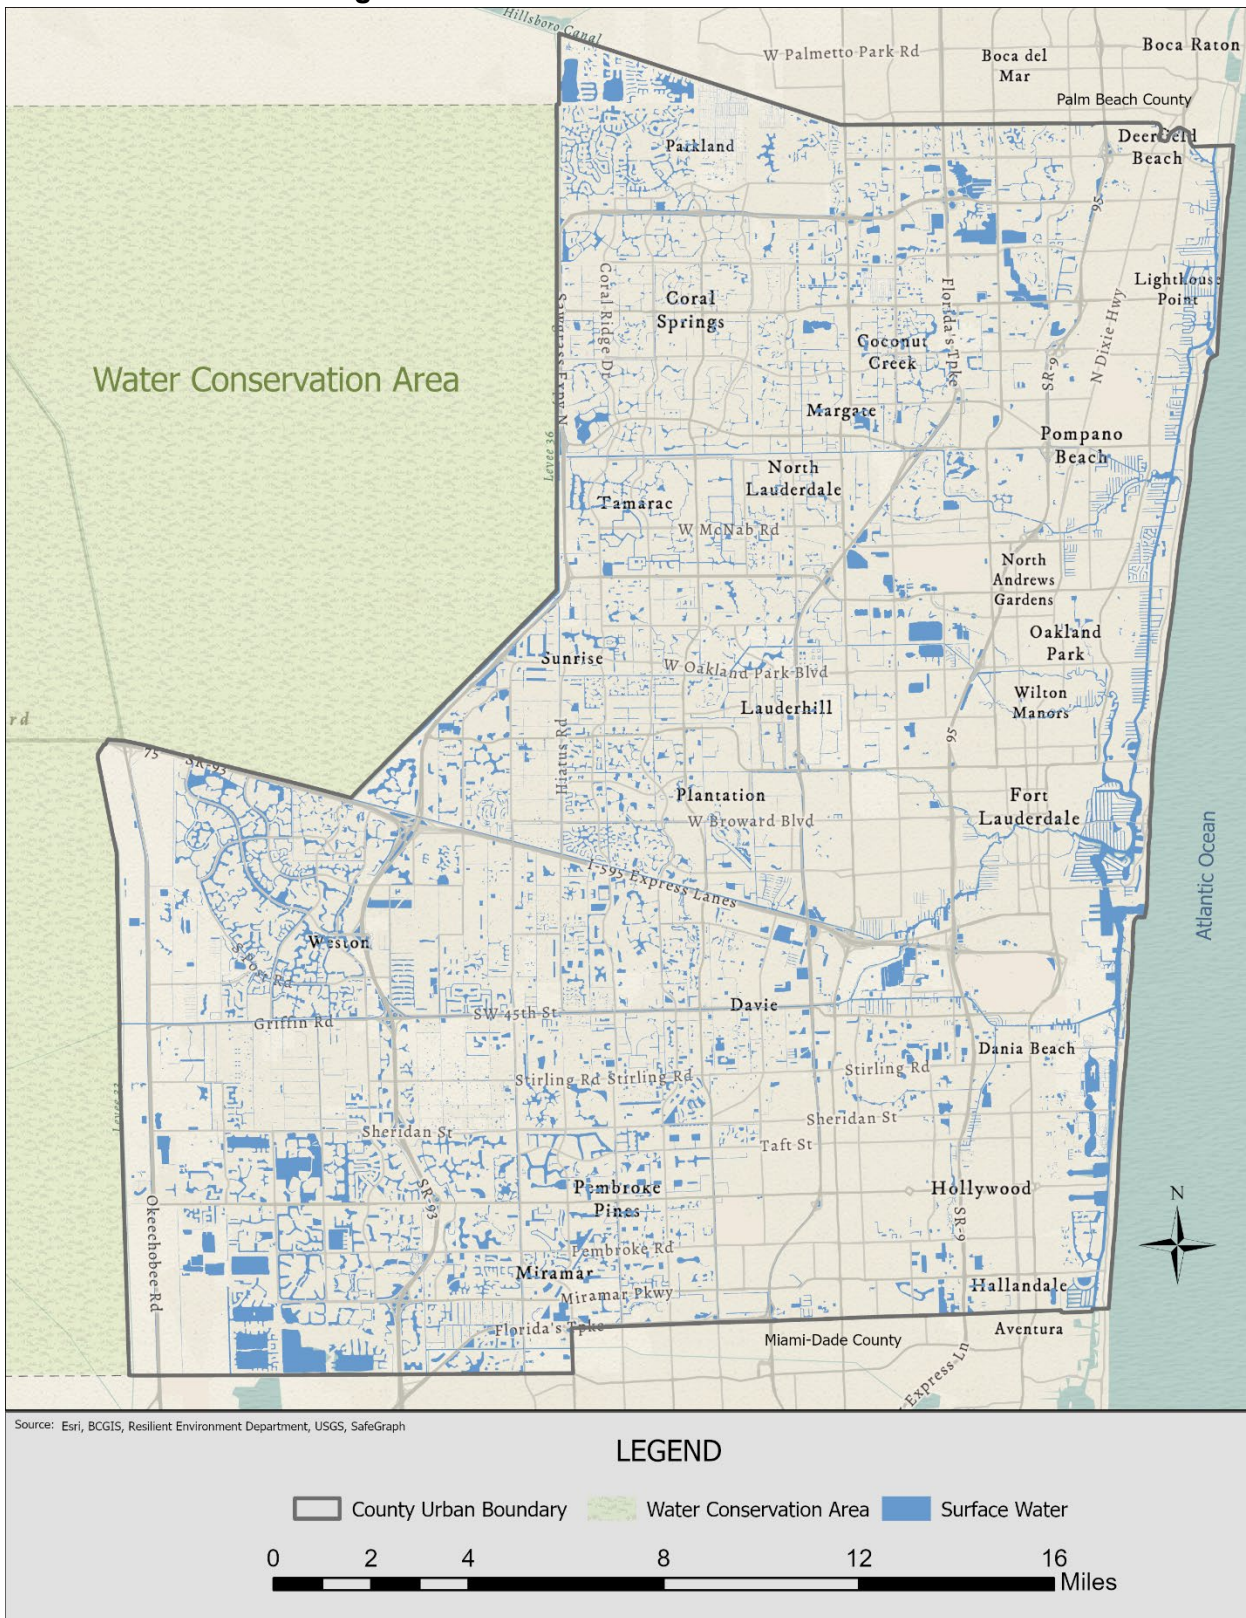 Hillsboro Canal
W Palmetto Park Rd
Boca del
Mar
Boca Raton
Palm Beach County
Parkland
Deerfield
Beach
95
Coral Ridge Dr
Coral
Springs
Sawgrass Expy N
Florida's Tpke
Lighthouse
Point
N Dixie Hwy
Coconut
Creek
SR-9
Water Conservation Area
Margate
Levee 36
Pompano
Beach
North
Lauderdale
Tamarac
W McNab Rd
North
Andrews
Gardens
Oakland
Park
Sunrise
W Oakland Park Blvd
Wilton
Manors
Lauderhill
rd
Hiatus Rd
95
75
SR-93
Plantation
Fort
Lauderdale
W Broward Blvd
I-595 Express Lanes
Atlantic Ocean
Weston
S Post Rd
Davie
SW 45th St
Griffin Rd
Dania Beach
Stirling Rd
Stirling Rd
Stirling Rd
Sheridan St
Sheridan St
Taft St
Pembroke
Pines
Hollywood
N
SR-93
Okeechobee Rd
SR-9
Pembroke Rd
Miramar
Hallandale
Miramar Pkwy
Florida's Tpke
Aventura
Miami-Dade County
Express Ln
Source: Esri, BCGIS, Resilient Environment Department, USGS, SafeGraph
LEGEND
County Urban Boundary
Water Conservation Area
Surface Water
0 2 4 8 12 16
Miles